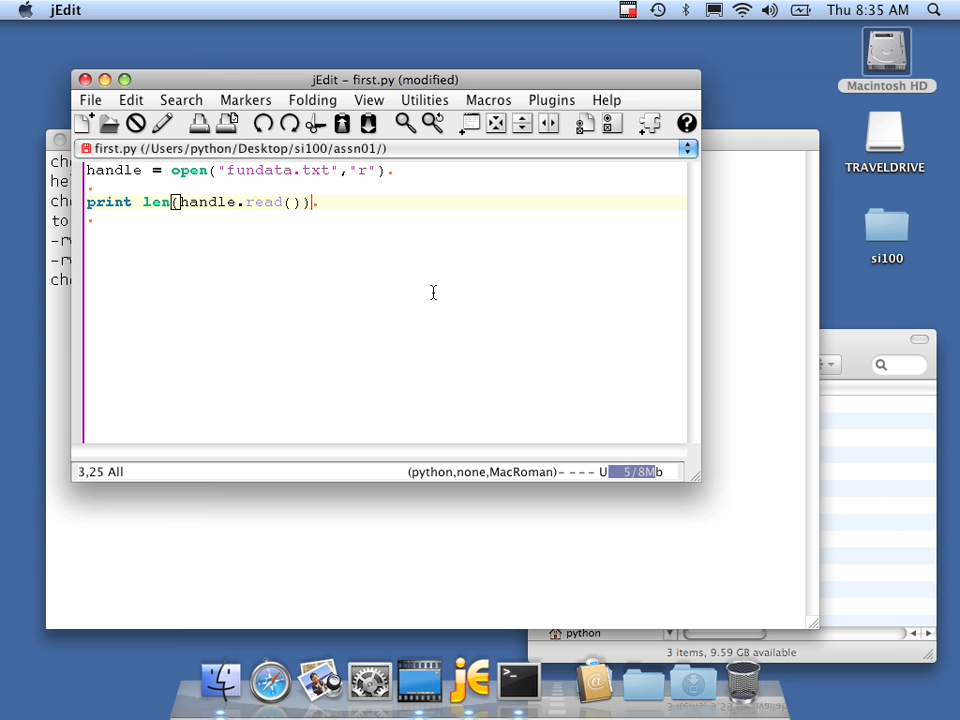 jEdit
Thu 8:35 AM
Macintosh HD
TRAVELDRIVE
si100
jEdit - first.py (modified)
File Edit Search Markers Folding View Utilities Macros Plugins Help
first.py (/Users/python/Desktop/si100/assn01/)
handle = open("fundata.txt","r")
print len(handle.read())
3,25 All
(python,none,MacRoman)- - - - U 5/8Mb
python
3 items, 9.59 GB available